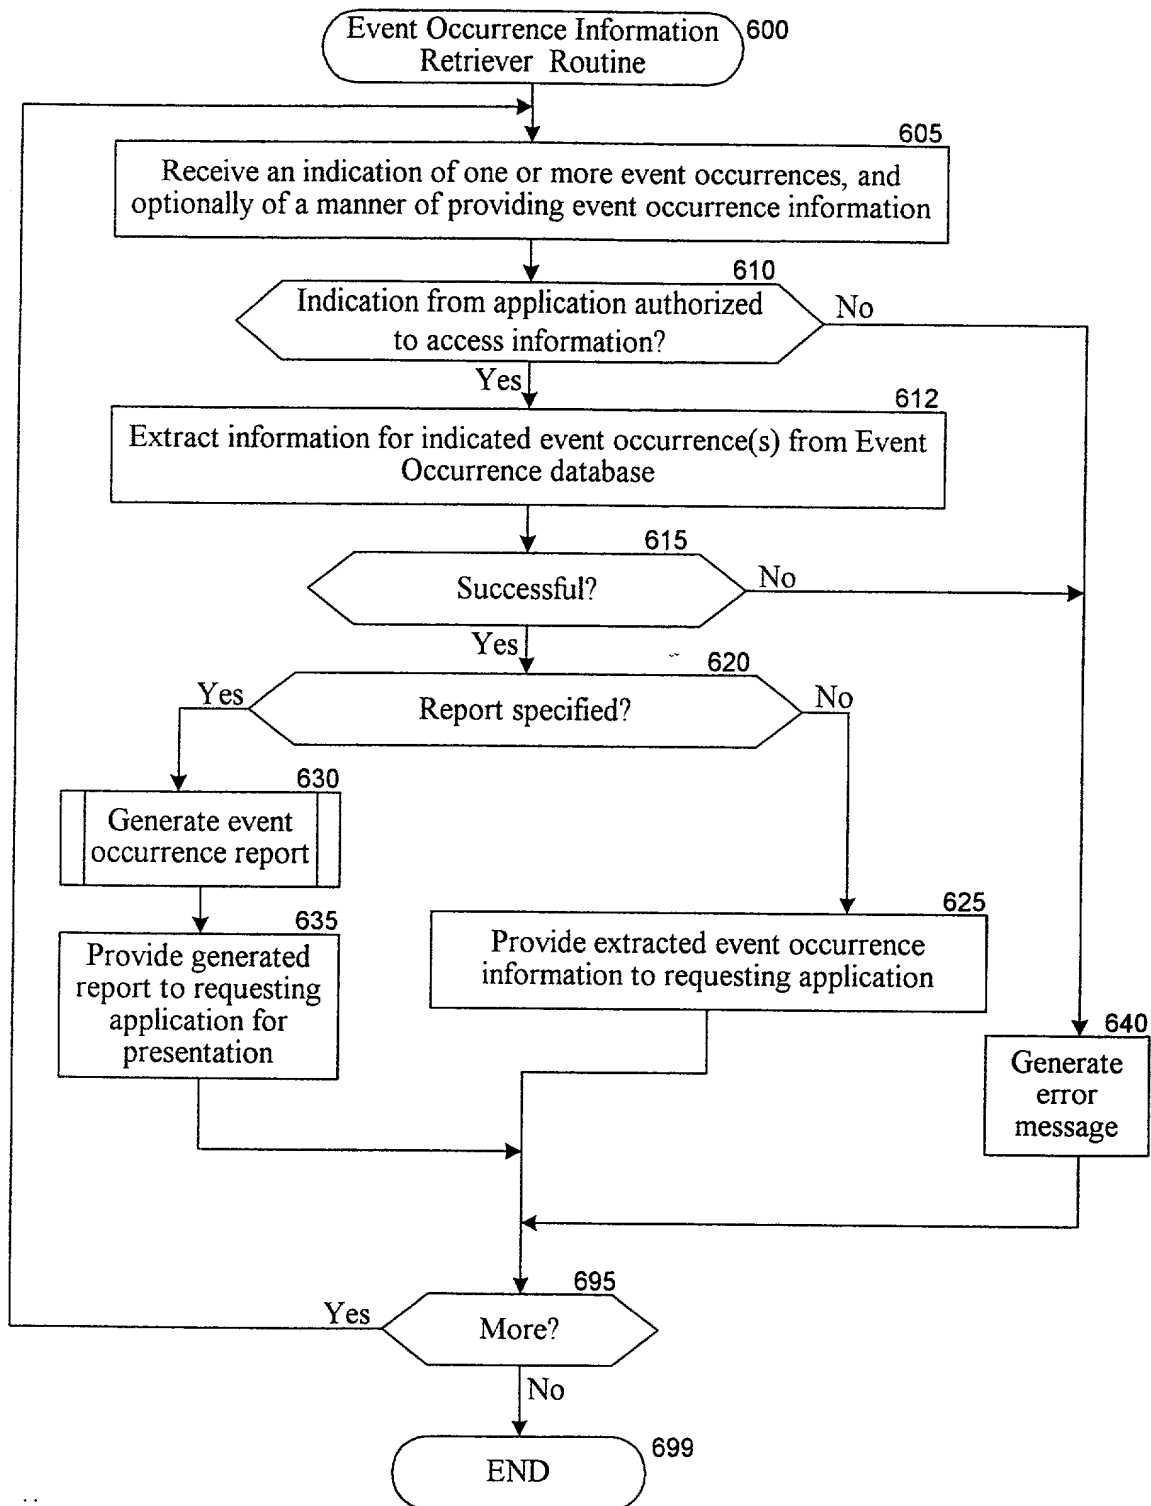 Event Occurrence Information
Retriever Routine
600
605
Receive an indication of one or more event occurrences, and
optionally of a manner of providing event occurrence information
610
Indication from application authorized
to access information?
No
Yes
612
Extract information for indicated event occurrence(s) from Event
Occurrence database
615
Successful?
No
Yes
620
Report specified?
Yes
No
630
Generate event
occurrence report
635
Provide generated
report to requesting
application for
presentation
625
Provide extracted event occurrence
information to requesting application
640
Generate
error
message
695
More?
Yes
No
699
END